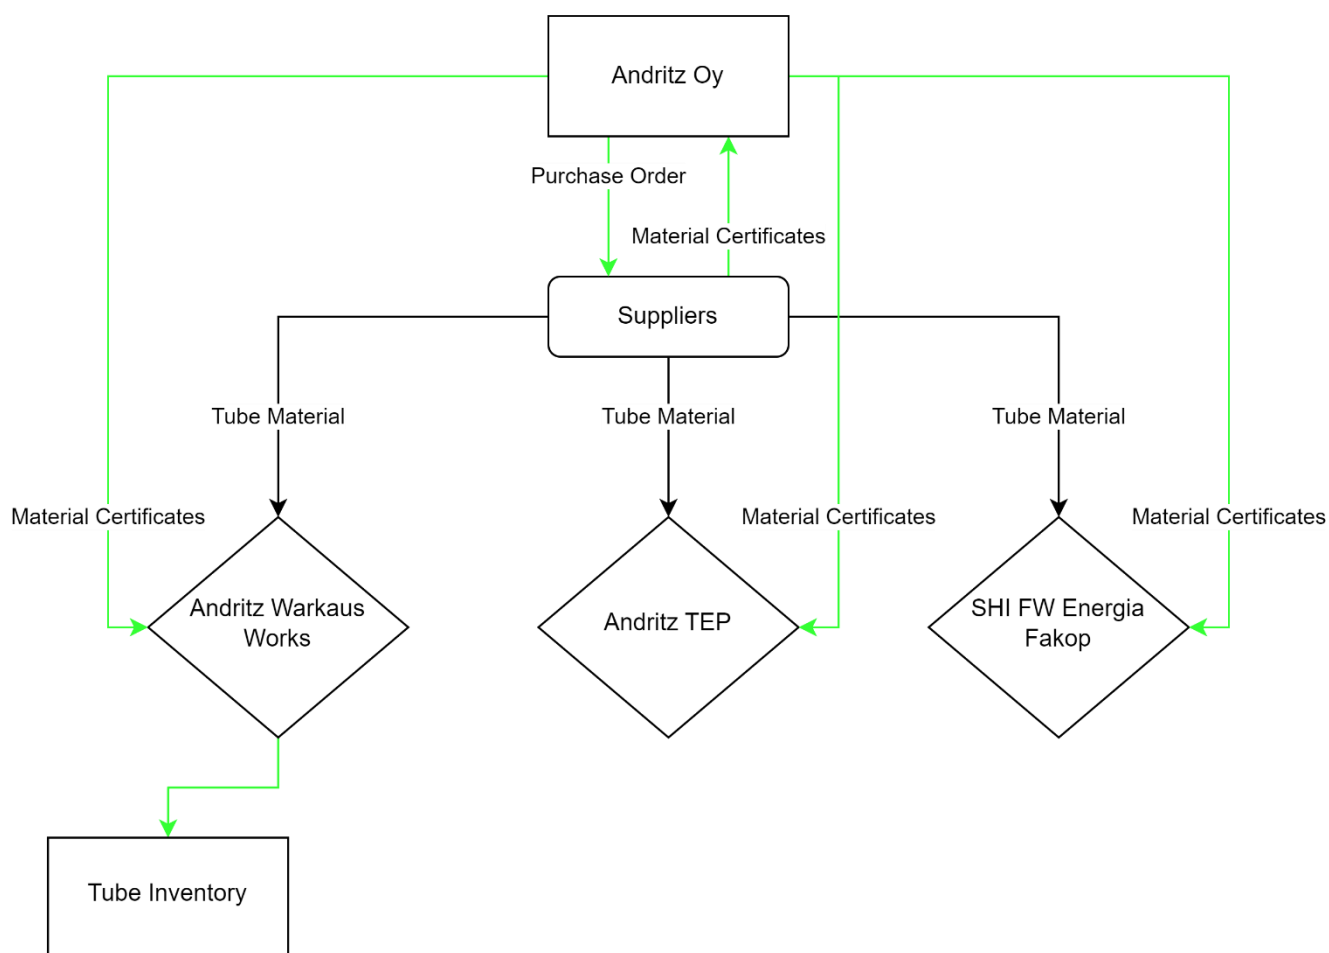 Andritz Oy
Purchase Order
Material Certificates
Suppliers
Tube Material
Tube Material
Tube Material
Material Certificates
Material Certificates
Material Certificates
Andritz Warkaus
Works
Andritz TEP
SHI FW Energia
Fakop
Tube Inventory